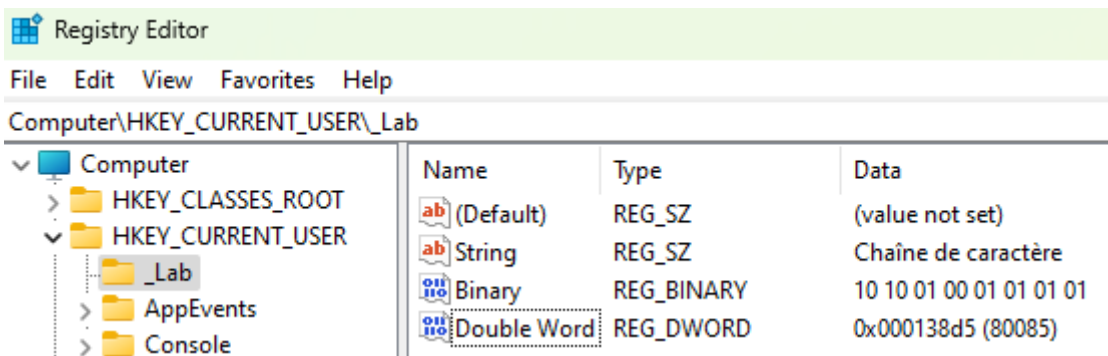 Registry Editor
File Edit View Favorites Help
Computer\HKEY_CURRENT_USER\_Lab
Computer
HKEY_CLASSES_ROOT
HKEY_CURRENT_USER
_Lab
AppEvents
Console
Name Type Data
ab (Default) REG_SZ (value not set)
ab String REG_SZ Chaîne de caractère
Binary REG_BINARY 10 10 01 00 01 01 01 01
Double Word REG_DWORD 0x000138d5 (80085)